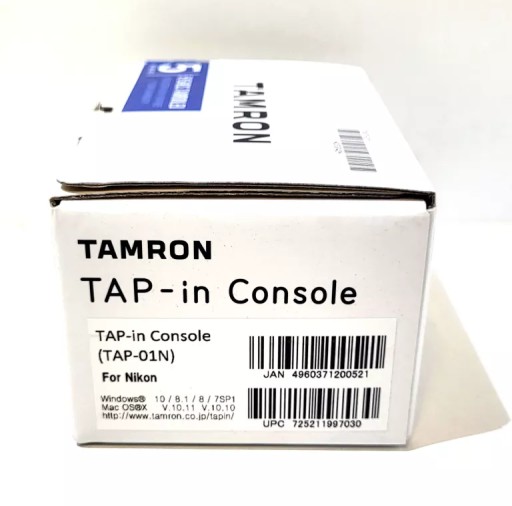 5
TAMRON
TAMRON
TAP-in Console
TAP-in Console
(TAP-01N)
For Nikon
Windows® 10 / 8.1 / 8 / 7SP1
Mac OS®X V.10.11 V.10.10
http://www.tamron.co.jp/tapin/
JAN 4960371200521
UPC 725211997030